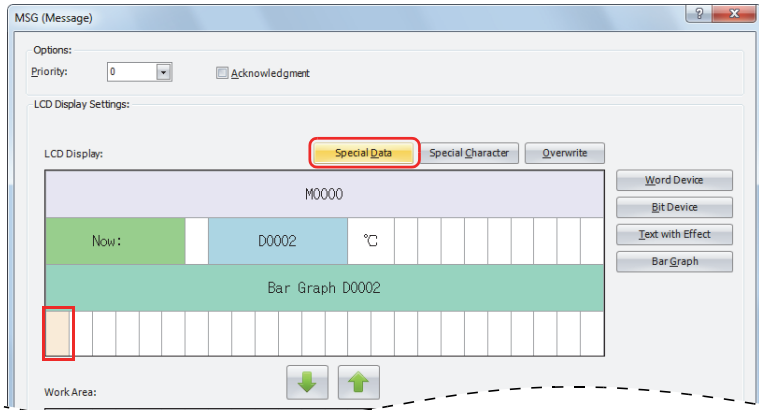 MSG (Message)
Options:
Priority: 0 Acknowledgment
LCD Display Settings:
LCD Display: Special Data Special Character Overwrite
M0000 Word Device
Bit Device
Now: D0002 ℃ Text with Effect
Bar Graph D0002 Bar Graph
Work Area: